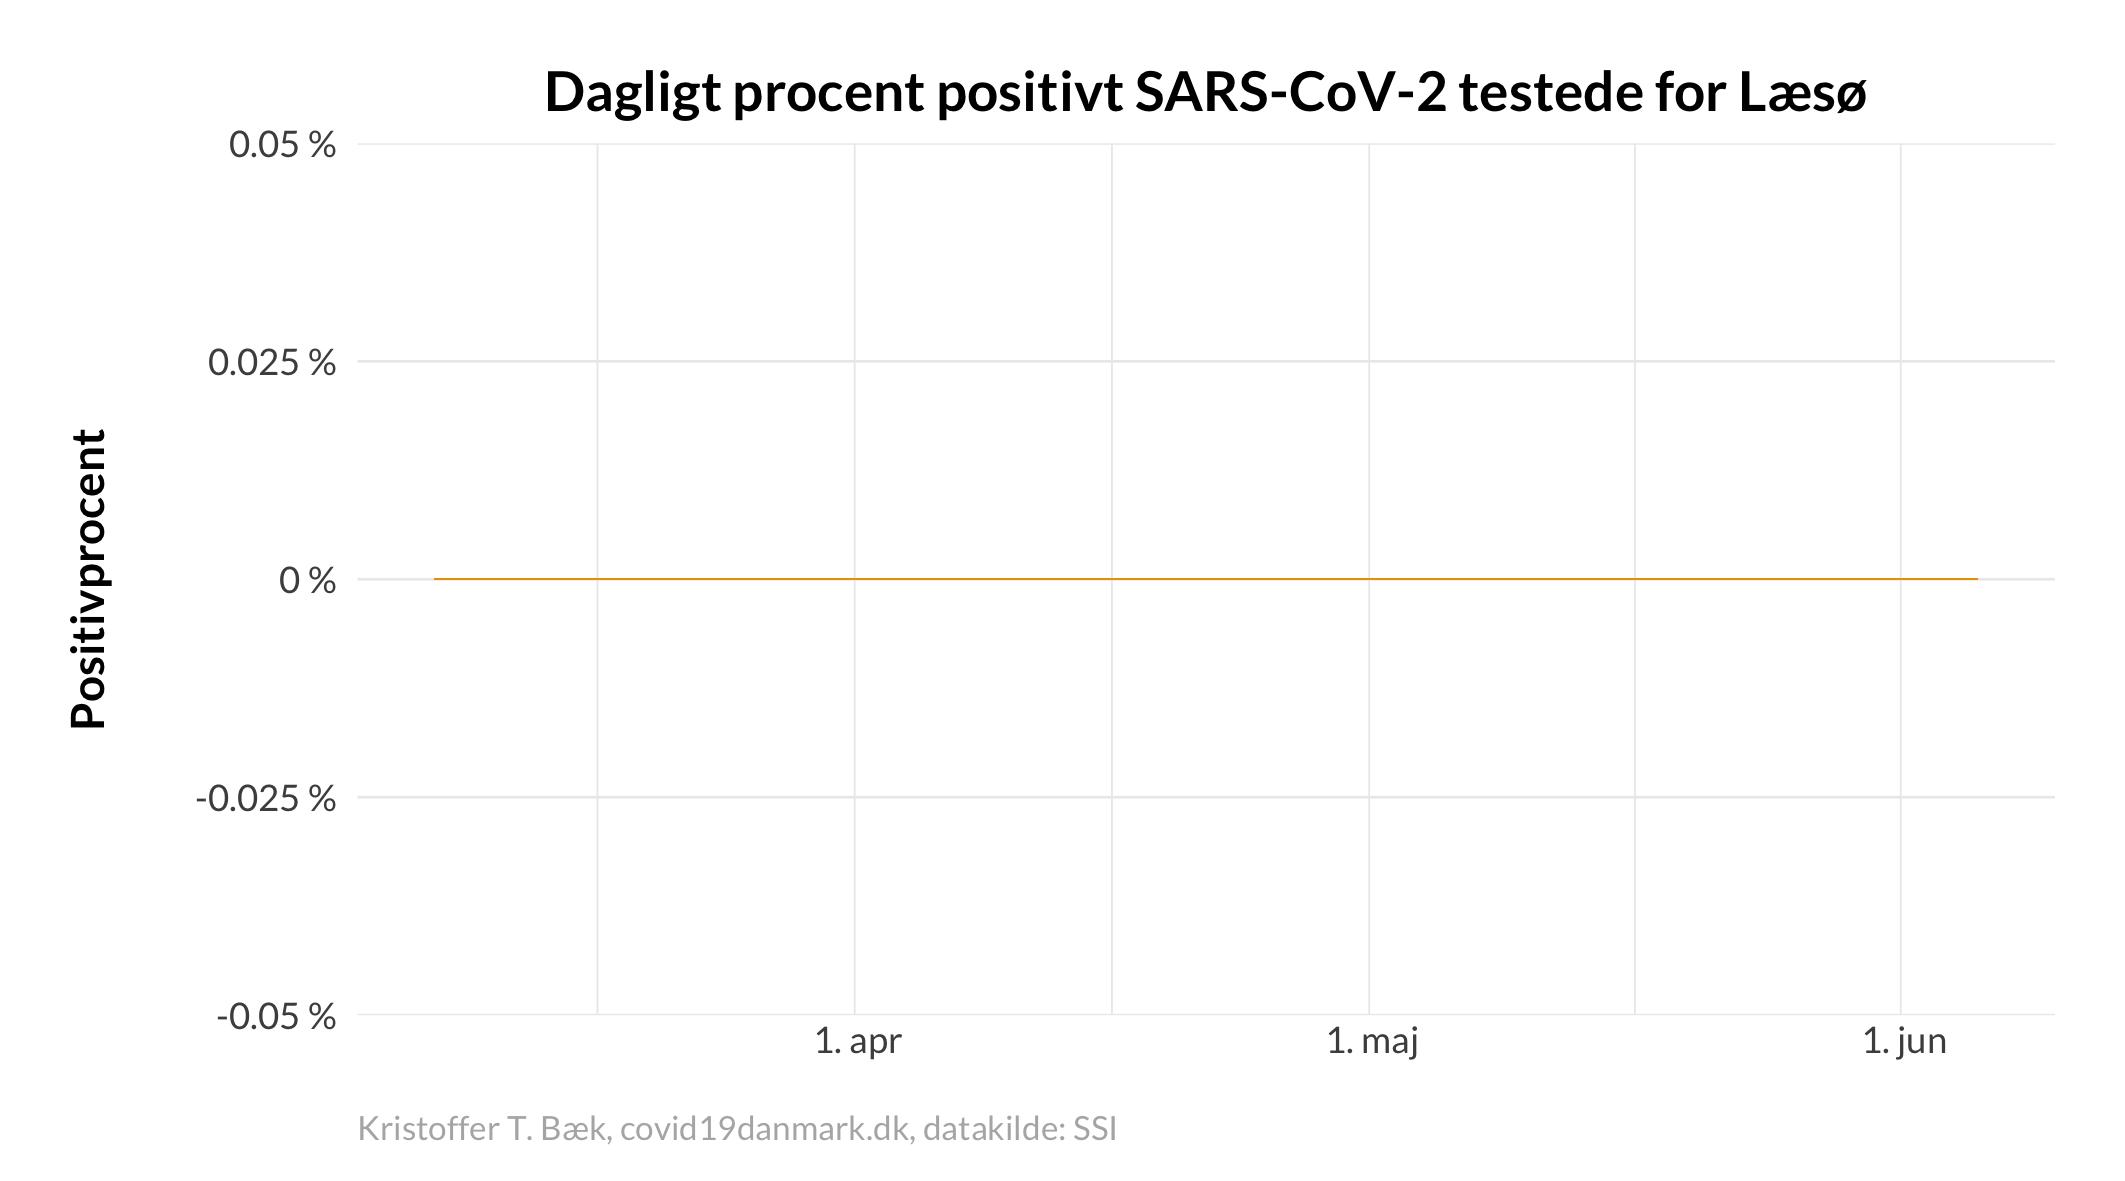 Dagligt procent positivt SARS-CoV-2 testede for Læsø
0.05 %
0.025 %
0 %
-0.025 %
-0.05 %
Positivprocent
1. apr
1. maj
1. jun
Kristoffer T. Bæk, covid19danmark.dk, datakilde: SSI